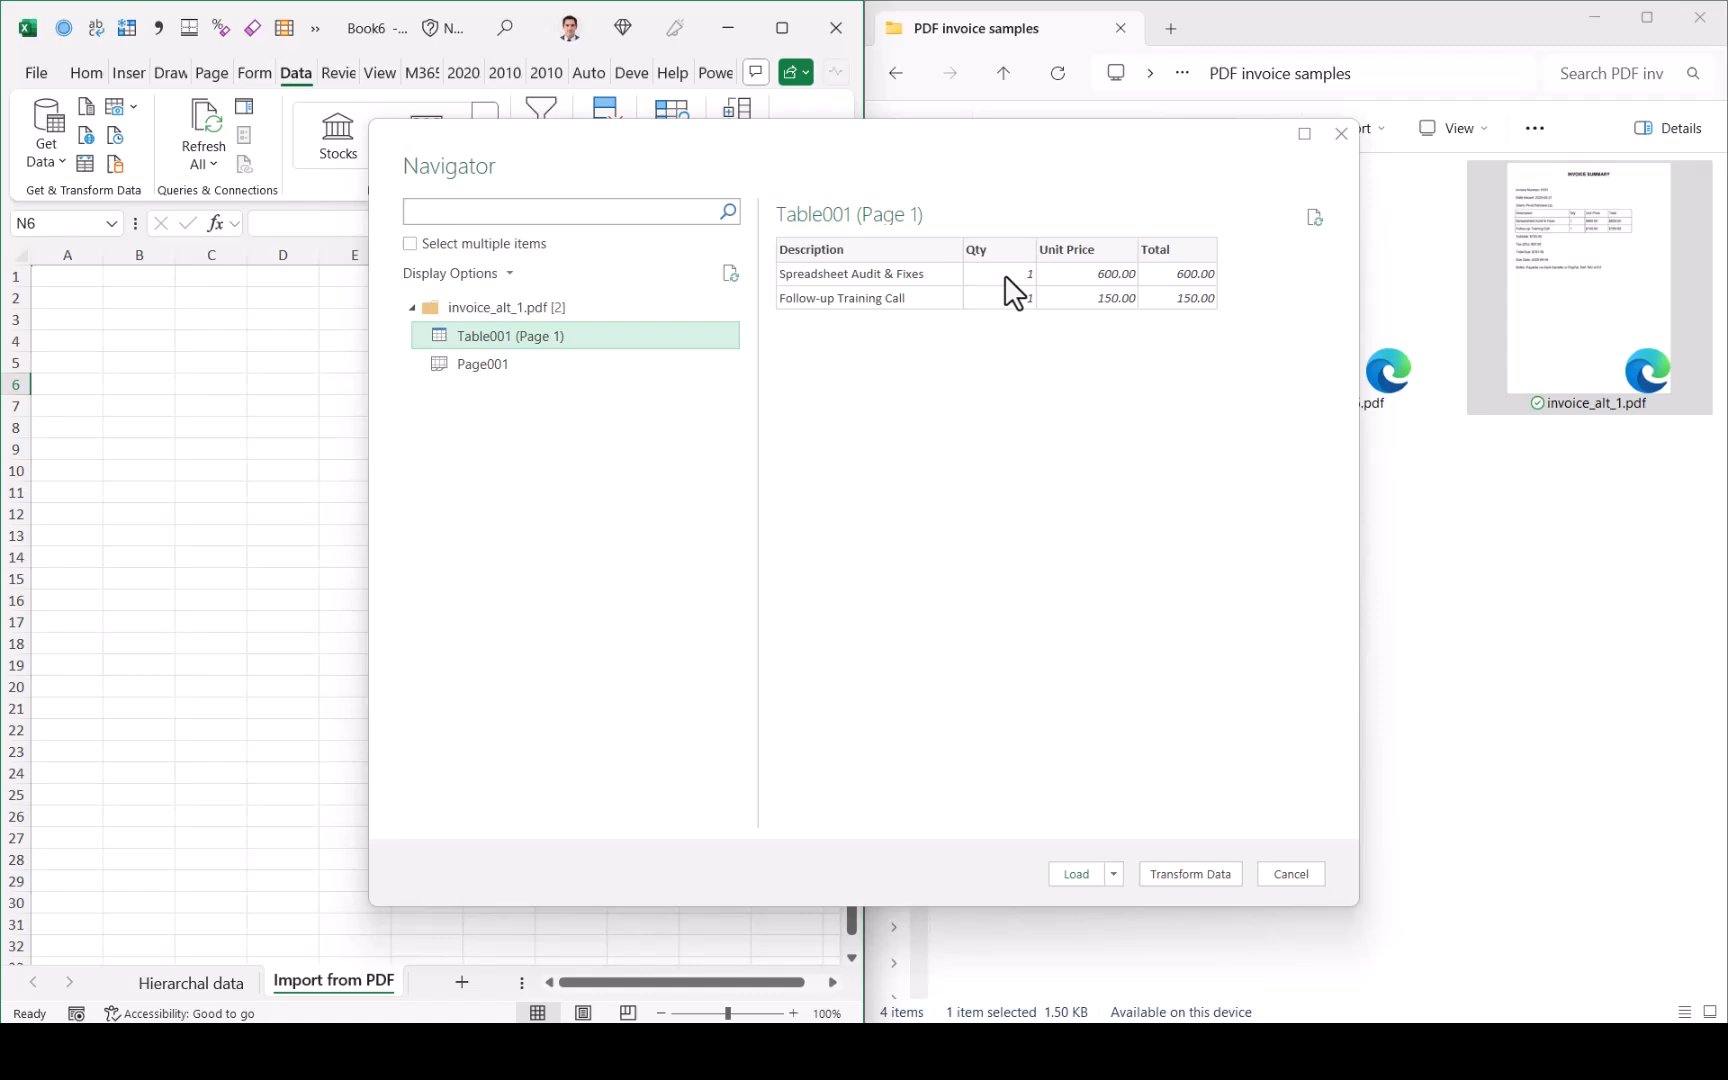 Book6 -...
N...
File
Hom
Inser
Draw
Page
Form
Data
Revie
View
M365
2020
2010
2010
Auto
Deve
Help
Powe
Get
Data
Get & Transform Data
Refresh
All
Queries & Connections
Stocks
N6
fx
A
B
C
D
E
1
2
3
4
5
6
7
8
9
10
11
12
13
14
15
16
17
18
19
20
21
22
23
24
25
26
27
28
29
30
31
32
Navigator
Select multiple items
Display Options
invoice_alt_1.pdf [2]
Table001 (Page 1)
Page001
Table001 (Page 1)
Description Qty Unit Price Total
Spreadsheet Audit & Fixes 1 600.00 600.00
Follow-up Training Call 1 150.00 150.00
Load
Transform Data
Cancel
Hierarchal data
Import from PDF
Ready
Accessibility: Good to go
100%
PDF invoice samples
PDF invoice samples
Search PDF inv
rt
View
Details
INVOICE SUMMARY
.pdf
invoice_alt_1.pdf
4 items
1 item selected 1.50 KB
Available on this device